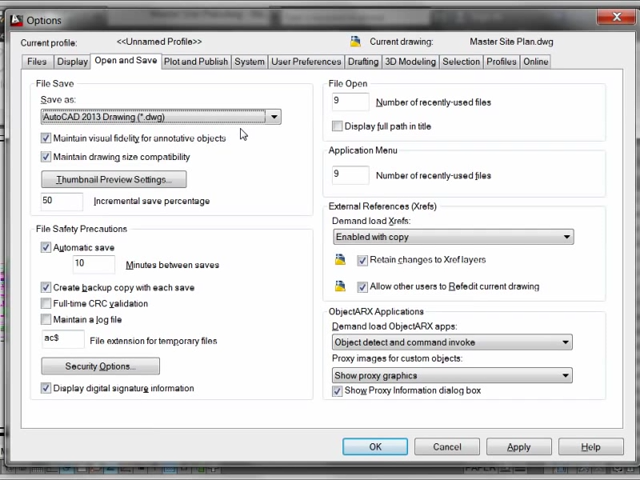 Options
Current profile: <<Unnamed Profile>> Current drawing: Master Site Plan.dwg
Files Display Open and Save Plot and Publish System User Preferences Drafting 3D Modeling Selection Profiles Online
File Save
Save as:
AutoCAD 2013 Drawing (*.dwg)
Maintain visual fidelity for annotative objects
Maintain drawing size compatibility
Thumbnail Preview Settings...
50 Incremental save percentage
File Safety Precautions
Automatic save
10 Minutes between saves
Create backup copy with each save
Full-time CRC validation
Maintain a log file
ac$ File extension for temporary files
Security Options...
Display digital signature information
File Open
9 Number of recently-used files
Display full path in title
Application Menu
9 Number of recently-used files
External References (Xrefs)
Demand load Xrefs:
Enabled with copy
Retain changes to Xref layers
Allow other users to Refedit current drawing
ObjectARX Applications
Demand load ObjectARX apps:
Object detect and command invoke
Proxy images for custom objects:
Show proxy graphics
Show Proxy Information dialog box
OK Cancel Apply Help